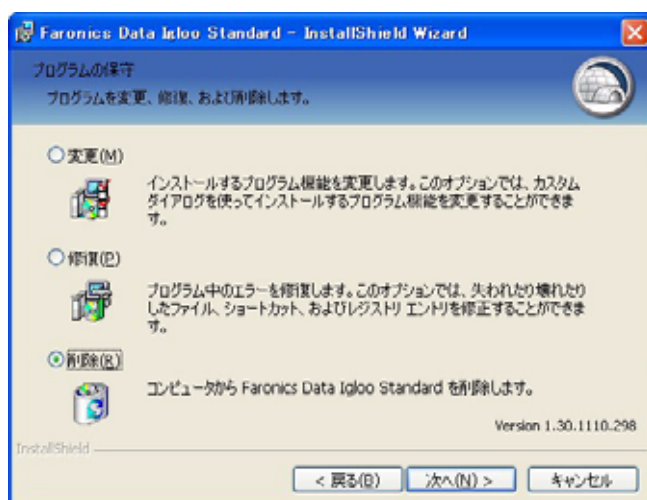 Faronics Data Igloo Standard - InstallShield Wizard
プログラムの保守
プログラムを変更、修復、および削除します。
変更(M)
インストールするプログラム機能を変更します。このオプションでは、カスタム
ダイアログを使ってインストールするプログラム機能を変更することができま
す。
修復(P)
プログラム中のエラーを修復します。このオプションでは、失われたり壊れたり
したファイル、ショートカット、およびレジストリ エントリを修正することができま
す。
削除(R)
コンピュータから Faronics Data Igloo Standard を削除します。
Version 1.30.1110.298
InstallShield
< 戻る(B) 次へ(N) > キャンセル